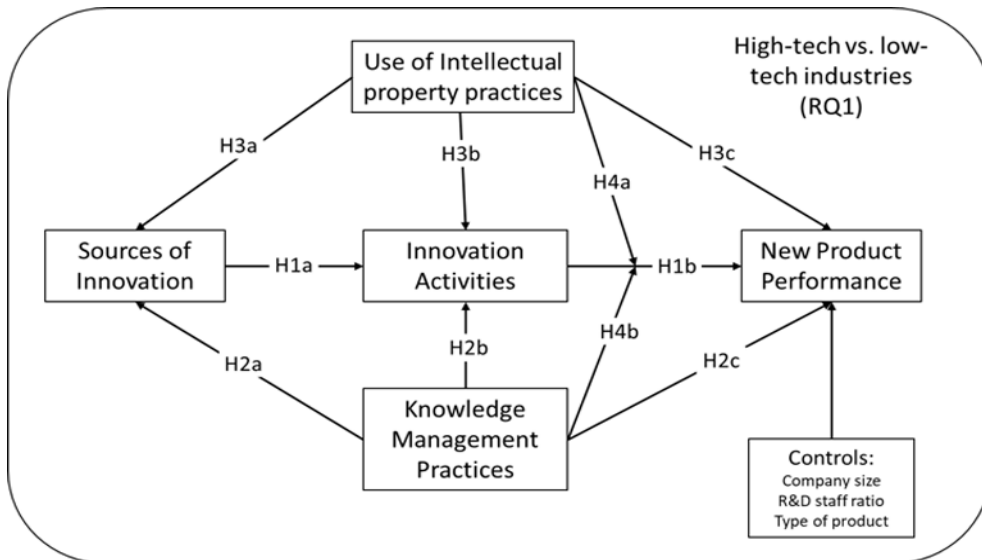 Use of Intellectual
property practices
High-tech vs. low-
tech industries
(RQ1)
H3a
H3b
H3c
H4a
Sources of
Innovation
H1a
Innovation
Activities
H1b
New Product
Performance
H4b
H2a
H2b
H2c
Knowledge
Management
Practices
Controls:
Company size
R&D staff ratio
Type of product